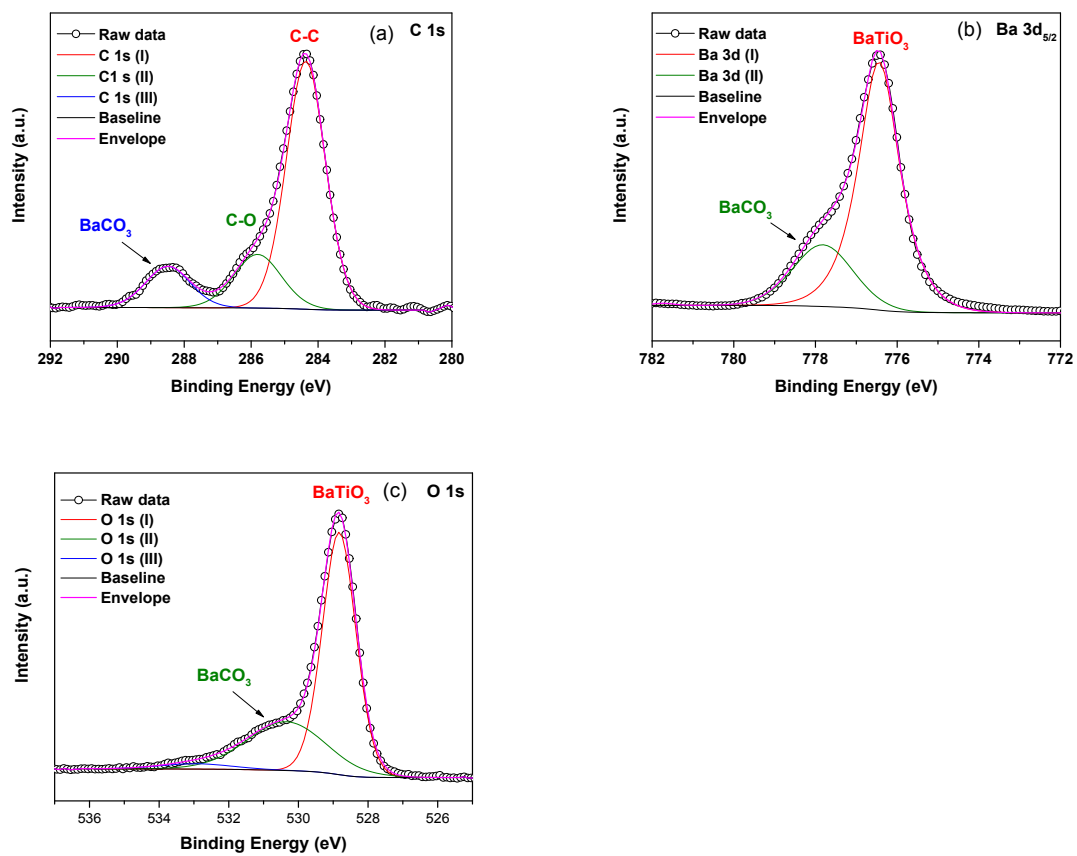 (a)
C 1s
Raw data
C 1s (I)
C1 s (II)
C 1s (III)
Baseline
Envelope
C-C
C-O
BaCO₃
Intensity (a.u.)
292 290 288 286 284 282 280
Binding Energy (eV)
(b)
Ba 3d₅/₂
Raw data
Ba 3d (I)
Ba 3d (II)
Baseline
Envelope
BaTiO₃
BaCO₃
Intensity (a.u.)
782 780 778 776 774 772
Binding Energy (eV)
(c)
O 1s
Raw data
O 1s (I)
O 1s (II)
O 1s (III)
Baseline
Envelope
BaTiO₃
BaCO₃
Intensity (a.u.)
536 534 532 530 528 526
Binding Energy (eV)